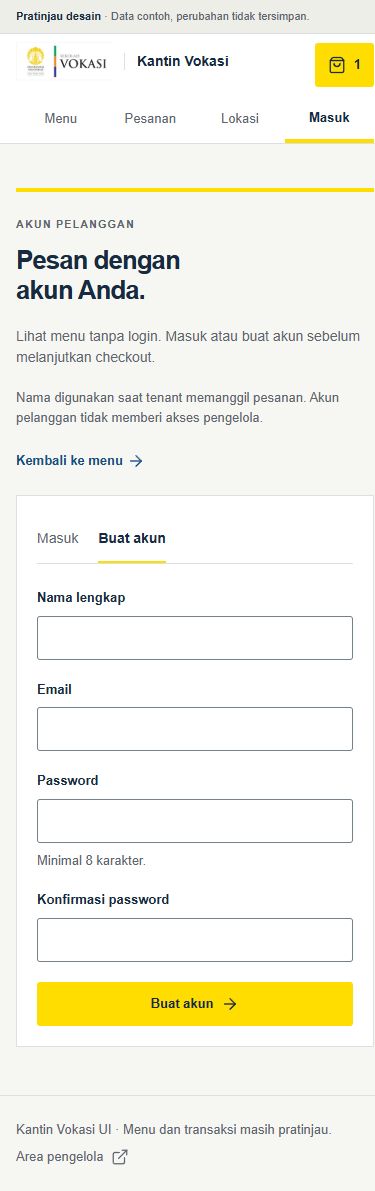 Pratinjau desain · Data contoh, perubahan tidak tersimpan.
VOKASI
Kantin Vokasi
1
Menu
Pesanan
Lokasi
Masuk
AKUN PELANGGAN
Pesan dengan
akun Anda.
Lihat menu tanpa login. Masuk atau buat akun sebelum
melanjutkan checkout.
Nama digunakan saat tenant memanggil pesanan. Akun
pelanggan tidak memberi akses pengelola.
Kembali ke menu
Masuk
Buat akun
Nama lengkap
Email
Password
Minimal 8 karakter.
Konfirmasi password
Buat akun
Kantin Vokasi UI · Menu dan transaksi masih pratinjau.
Area pengelola